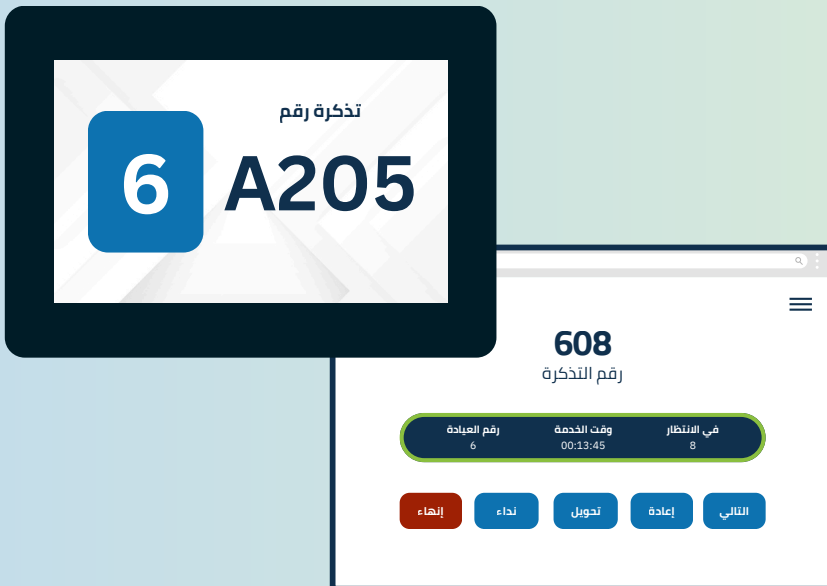 تذكرة رقم
6 A205
608
رقم التذكرة
في الانتظار وقت الخدمة رقم العيادة
8 00:13:45 6
التالي إعادة تحويل نداء إنهاء